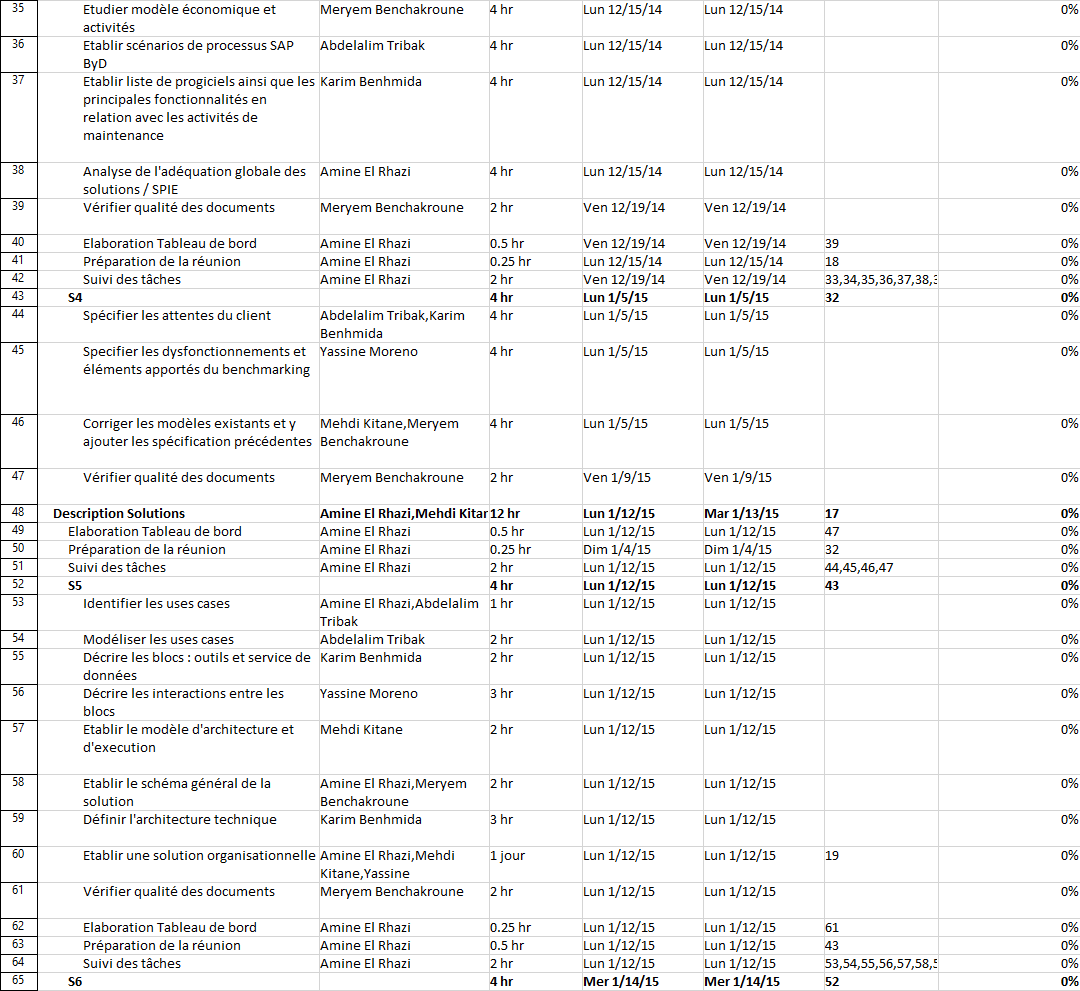 35 Etudier modèle économique et Meryem Benchakroune 4 hr Lun 12/15/14 Lun 12/15/14 0%
activités
36 Etablir scénarios de processus SAP Abdelalim Tribak 4 hr Lun 12/15/14 Lun 12/15/14 0%
ByD
37 Etablir liste de progiciels ainsi que les Karim Benhmida 4 hr Lun 12/15/14 Lun 12/15/14 0%
principales fonctionnalités en
relation avec les activités de
maintenance
38 Analyse de l'adéquation globale des Amine El Rhazi 4 hr Lun 12/15/14 Lun 12/15/14 0%
solutions / SPIE
39 Vérifier qualité des documents Meryem Benchakroune 2 hr Ven 12/19/14 Ven 12/19/14 0%
40 Elaboration Tableau de bord Amine El Rhazi 0.5 hr Ven 12/19/14 Ven 12/19/14 39 0%
41 Préparation de la réunion Amine El Rhazi 0.25 hr Lun 12/15/14 Lun 12/15/14 18 0%
42 Suivi des tâches Amine El Rhazi 2 hr Ven 12/19/14 Ven 12/19/14 33,34,35,36,37,38,3 0%
43 S4 4 hr Lun 1/5/15 Lun 1/5/15 32 0%
44 Spécifier les attentes du client Abdelalim Tribak,Karim 4 hr Lun 1/5/15 Lun 1/5/15 0%
Benhmida
45 Specifier les dysfonctionnements et Yassine Moreno 4 hr Lun 1/5/15 Lun 1/5/15 0%
éléments apportés du benchmarking
46 Corriger les modèles existants et y Mehdi Kitane,Meryem 4 hr Lun 1/5/15 Lun 1/5/15 0%
ajouter les spécification précédentes Benchakroune
47 Vérifier qualité des documents Meryem Benchakroune 2 hr Ven 1/9/15 Ven 1/9/15 0%
48 Description Solutions Amine El Rhazi,Mehdi Kitar 12 hr Lun 1/12/15 Mar 1/13/15 17 0%
49 Elaboration Tableau de bord Amine El Rhazi 0.5 hr Lun 1/12/15 Lun 1/12/15 47 0%
50 Préparation de la réunion Amine El Rhazi 0.25 hr Dim 1/4/15 Dim 1/4/15 32 0%
51 Suivi des tâches Amine El Rhazi 2 hr Lun 1/12/15 Lun 1/12/15 44,45,46,47 0%
52 S5 4 hr Lun 1/12/15 Lun 1/12/15 43 0%
53 Identifier les uses cases Amine El Rhazi,Abdelalim 1 hr Lun 1/12/15 Lun 1/12/15 0%
Tribak
54 Modéliser les uses cases Abdelalim Tribak 2 hr Lun 1/12/15 Lun 1/12/15 0%
55 Décrire les blocs : outils et service de Karim Benhmida 2 hr Lun 1/12/15 Lun 1/12/15 0%
données
56 Décrire les interactions entre les Yassine Moreno 3 hr Lun 1/12/15 Lun 1/12/15 0%
blocs
57 Etablir le modèle d'architecture et Mehdi Kitane 2 hr Lun 1/12/15 Lun 1/12/15 0%
d'execution
58 Etablir le schéma général de la Amine El Rhazi,Meryem 2 hr Lun 1/12/15 Lun 1/12/15 0%
solution Benchakroune
59 Définir l'architecture technique Karim Benhmida 3 hr Lun 1/12/15 Lun 1/12/15 0%
60 Etablir une solution organisationnelle Amine El Rhazi,Mehdi 1 jour Lun 1/12/15 Lun 1/12/15 19 0%
Kitane,Yassine
61 Vérifier qualité des documents Meryem Benchakroune 2 hr Lun 1/12/15 Lun 1/12/15 0%
62 Elaboration Tableau de bord Amine El Rhazi 0.25 hr Lun 1/12/15 Lun 1/12/15 61 0%
63 Préparation de la réunion Amine El Rhazi 0.5 hr Lun 1/12/15 Lun 1/12/15 43 0%
64 Suivi des tâches Amine El Rhazi 2 hr Lun 1/12/15 Lun 1/12/15 53,54,55,56,57,58,5 0%
65 S6 4 hr Mer 1/14/15 Mer 1/14/15 52 0%